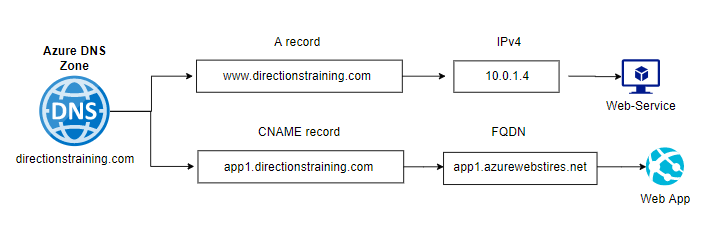 Azure DNS
Zone
DNS
directionstraining.com
A record
www.directionstraining.com
IPv4
10.0.1.4
Web-Service
CNAME record
app1.directionstraining.com
FQDN
app1.azurewebstires.net
Web App